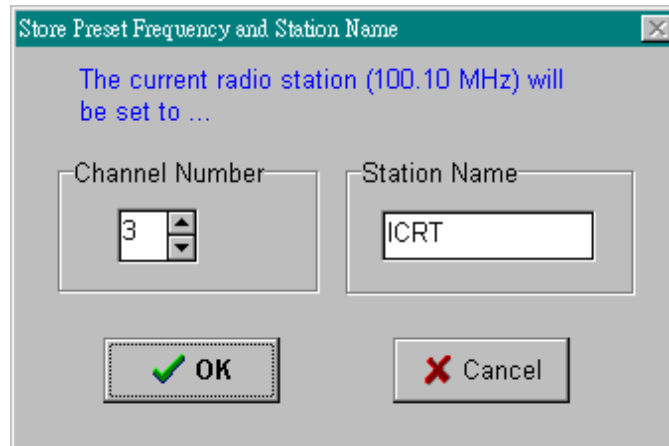 Store Preset Frequency and Station Name
The current radio station (100.10 MHz) will
be set to ...
Channel Number
3
Station Name
ICRT
OK
Cancel